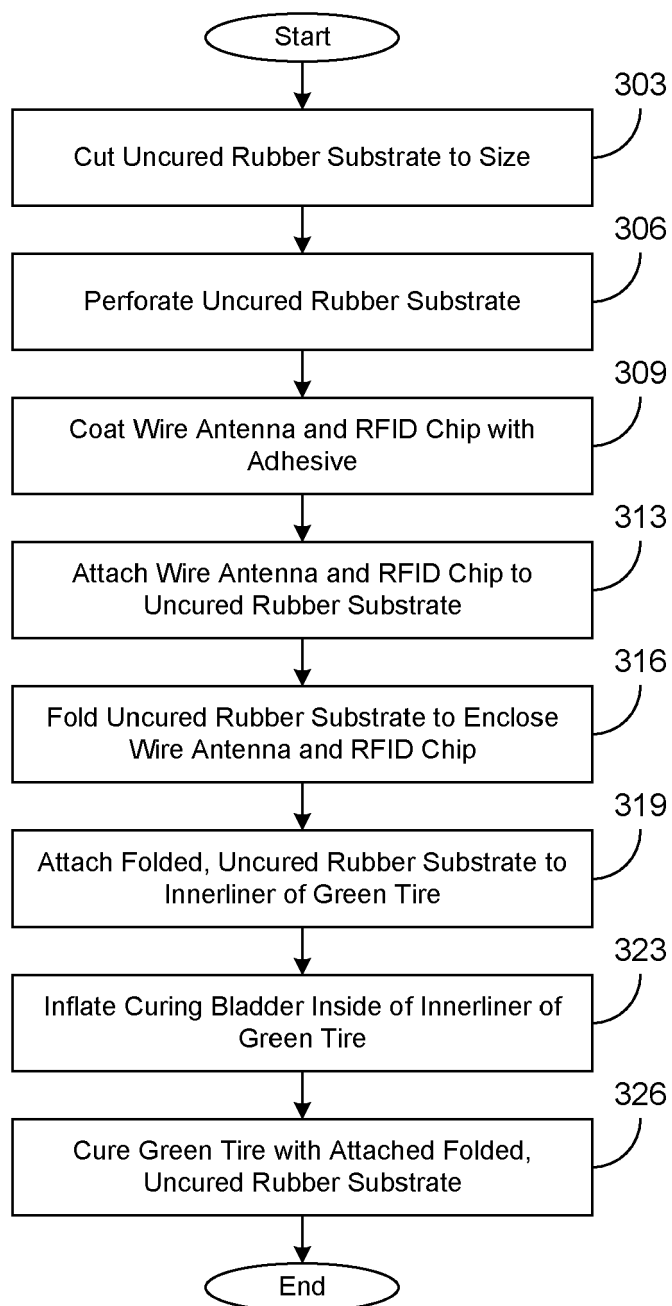 Start
303
Cut Uncured Rubber Substrate to Size
306
Perforate Uncured Rubber Substrate
309
Coat Wire Antenna and RFID Chip with
Adhesive
313
Attach Wire Antenna and RFID Chip to
Uncured Rubber Substrate
316
Fold Uncured Rubber Substrate to Enclose
Wire Antenna and RFID Chip
319
Attach Folded, Uncured Rubber Substrate to
Innerliner of Green Tire
323
Inflate Curing Bladder Inside of Innerliner of
Green Tire
326
Cure Green Tire with Attached Folded,
Uncured Rubber Substrate
End